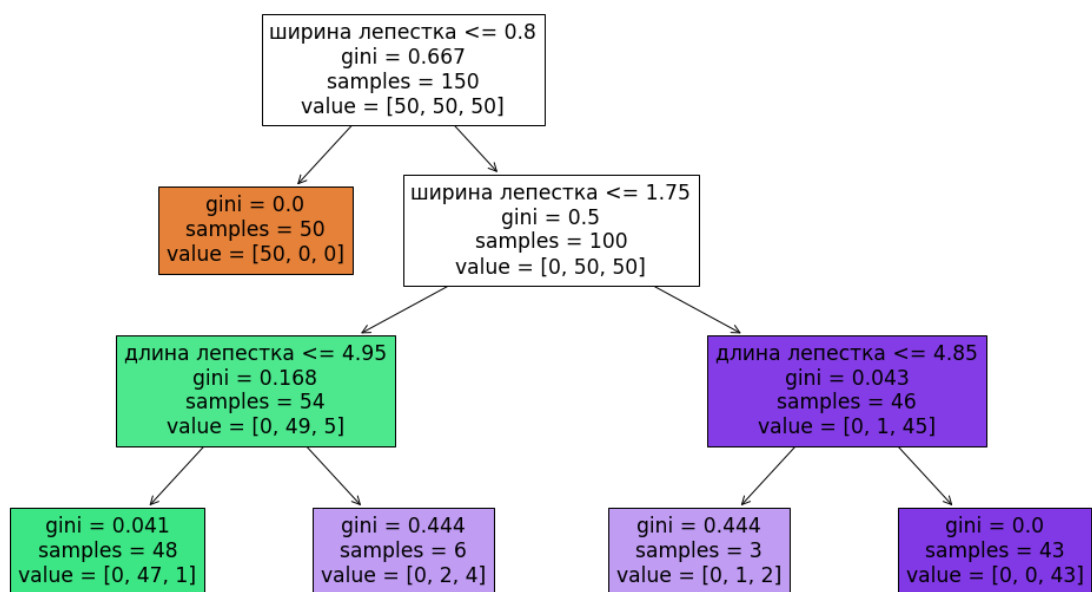 ширина лепестка <= 0.8
gini = 0.667
samples = 150
value = [50, 50, 50]
gini = 0.0
samples = 50
value = [50, 0, 0]
ширина лепестка <= 1.75
gini = 0.5
samples = 100
value = [0, 50, 50]
длина лепестка <= 4.95
gini = 0.168
samples = 54
value = [0, 49, 5]
длина лепестка <= 4.85
gini = 0.043
samples = 46
value = [0, 1, 45]
gini = 0.041
samples = 48
value = [0, 47, 1]
gini = 0.444
samples = 6
value = [0, 2, 4]
gini = 0.444
samples = 3
value = [0, 1, 2]
gini = 0.0
samples = 43
value = [0, 0, 43]